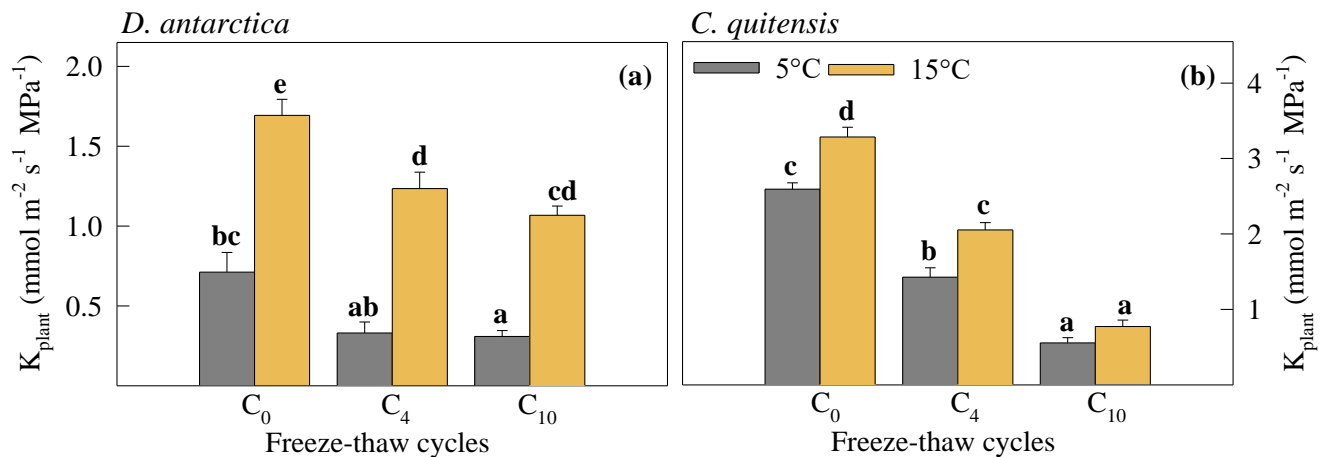 D. antarctica
C. quitensis
(a)
(b)
5°C
15°C
K_plant (mmol m^-2 s^-1 MPa^-1)
2.0
1.5
1.0
0.5
bc
e
ab
d
a
cd
c
d
b
c
a
a
4
3
2
1
K_plant (mmol m^-2 s^-1 MPa^-1)
C_0
C_4
C_10
C_0
C_4
C_10
Freeze-thaw cycles
Freeze-thaw cycles